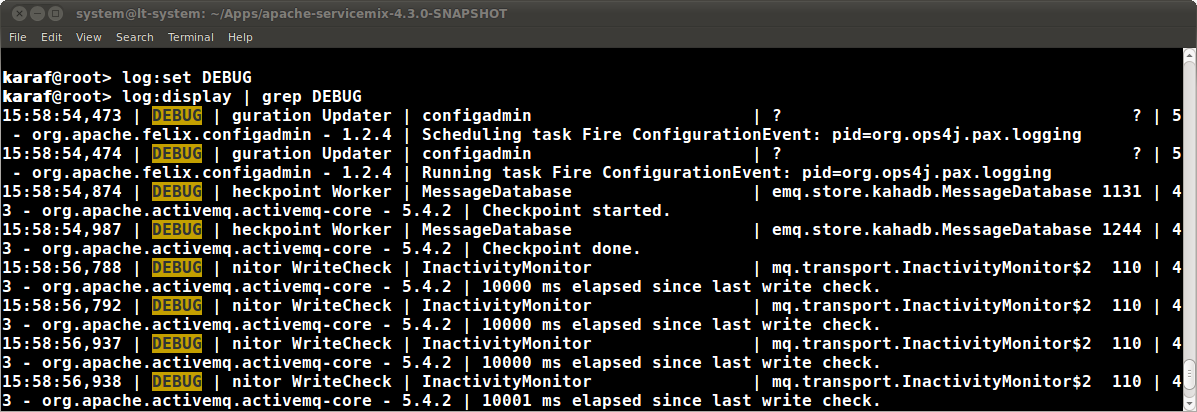 system@lt-system: ~/Apps/apache-servicemix-4.3.0-SNAPSHOT
File Edit View Search Terminal Help
karaf@root> log:set DEBUG
karaf@root> log:display | grep DEBUG
15:58:54,473 | DEBUG | guration Updater | configadmin                      | ?                                   ? | 5
 - org.apache.felix.configadmin - 1.2.4 | Scheduling task Fire ConfigurationEvent: pid=org.ops4j.pax.logging
15:58:54,474 | DEBUG | guration Updater | configadmin                      | ?                                   ? | 5
 - org.apache.felix.configadmin - 1.2.4 | Running task Fire ConfigurationEvent: pid=org.ops4j.pax.logging
15:58:54,874 | DEBUG | heckpoint Worker | MessageDatabase                  | emq.store.kahadb.MessageDatabase 1131 | 4
3 - org.apache.activemq.activemq-core - 5.4.2 | Checkpoint started.
15:58:54,987 | DEBUG | heckpoint Worker | MessageDatabase                  | emq.store.kahadb.MessageDatabase 1244 | 4
3 - org.apache.activemq.activemq-core - 5.4.2 | Checkpoint done.
15:58:56,788 | DEBUG | nitor WriteCheck | InactivityMonitor                | mq.transport.InactivityMonitor$2  110 | 4
3 - org.apache.activemq.activemq-core - 5.4.2 | 10000 ms elapsed since last write check.
15:58:56,792 | DEBUG | nitor WriteCheck | InactivityMonitor                | mq.transport.InactivityMonitor$2  110 | 4
3 - org.apache.activemq.activemq-core - 5.4.2 | 10000 ms elapsed since last write check.
15:58:56,937 | DEBUG | nitor WriteCheck | InactivityMonitor                | mq.transport.InactivityMonitor$2  110 | 4
3 - org.apache.activemq.activemq-core - 5.4.2 | 10000 ms elapsed since last write check.
15:58:56,938 | DEBUG | nitor WriteCheck | InactivityMonitor                | mq.transport.InactivityMonitor$2  110 | 4
3 - org.apache.activemq.activemq-core - 5.4.2 | 10001 ms elapsed since last write check.